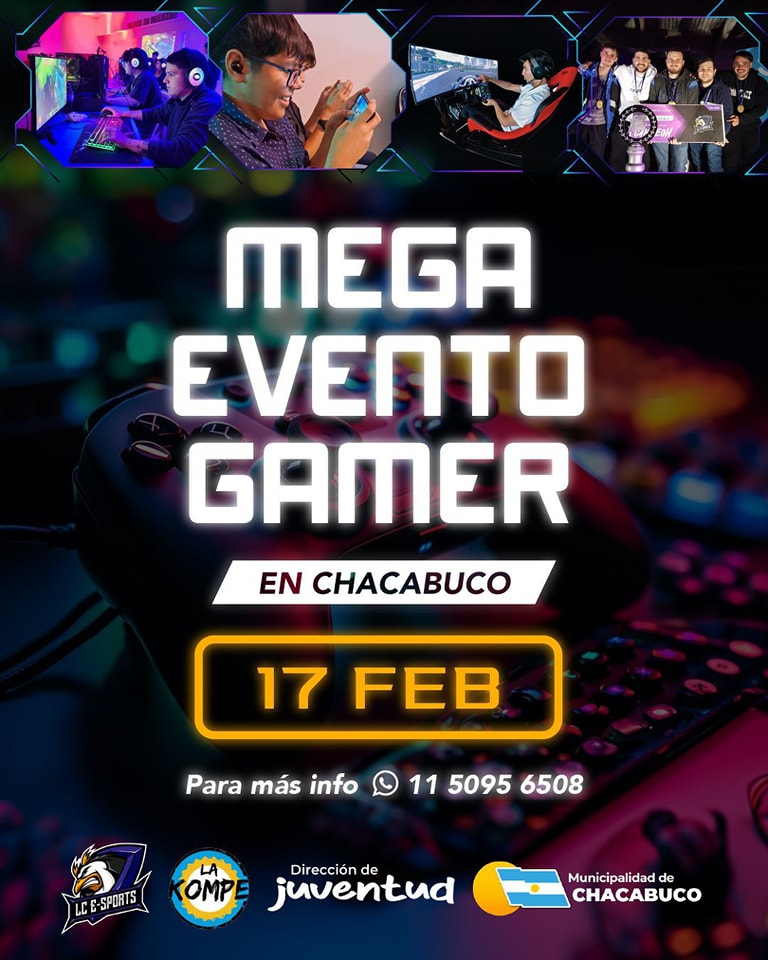 MEGA
EVENTO
GAMER
EN CHACABUCO
17 FEB
Para más info 11 5095 6508
LC E-SPORTS
LA
KOMPE
Dirección de
juventud
Municipalidad de
CHACABUCO